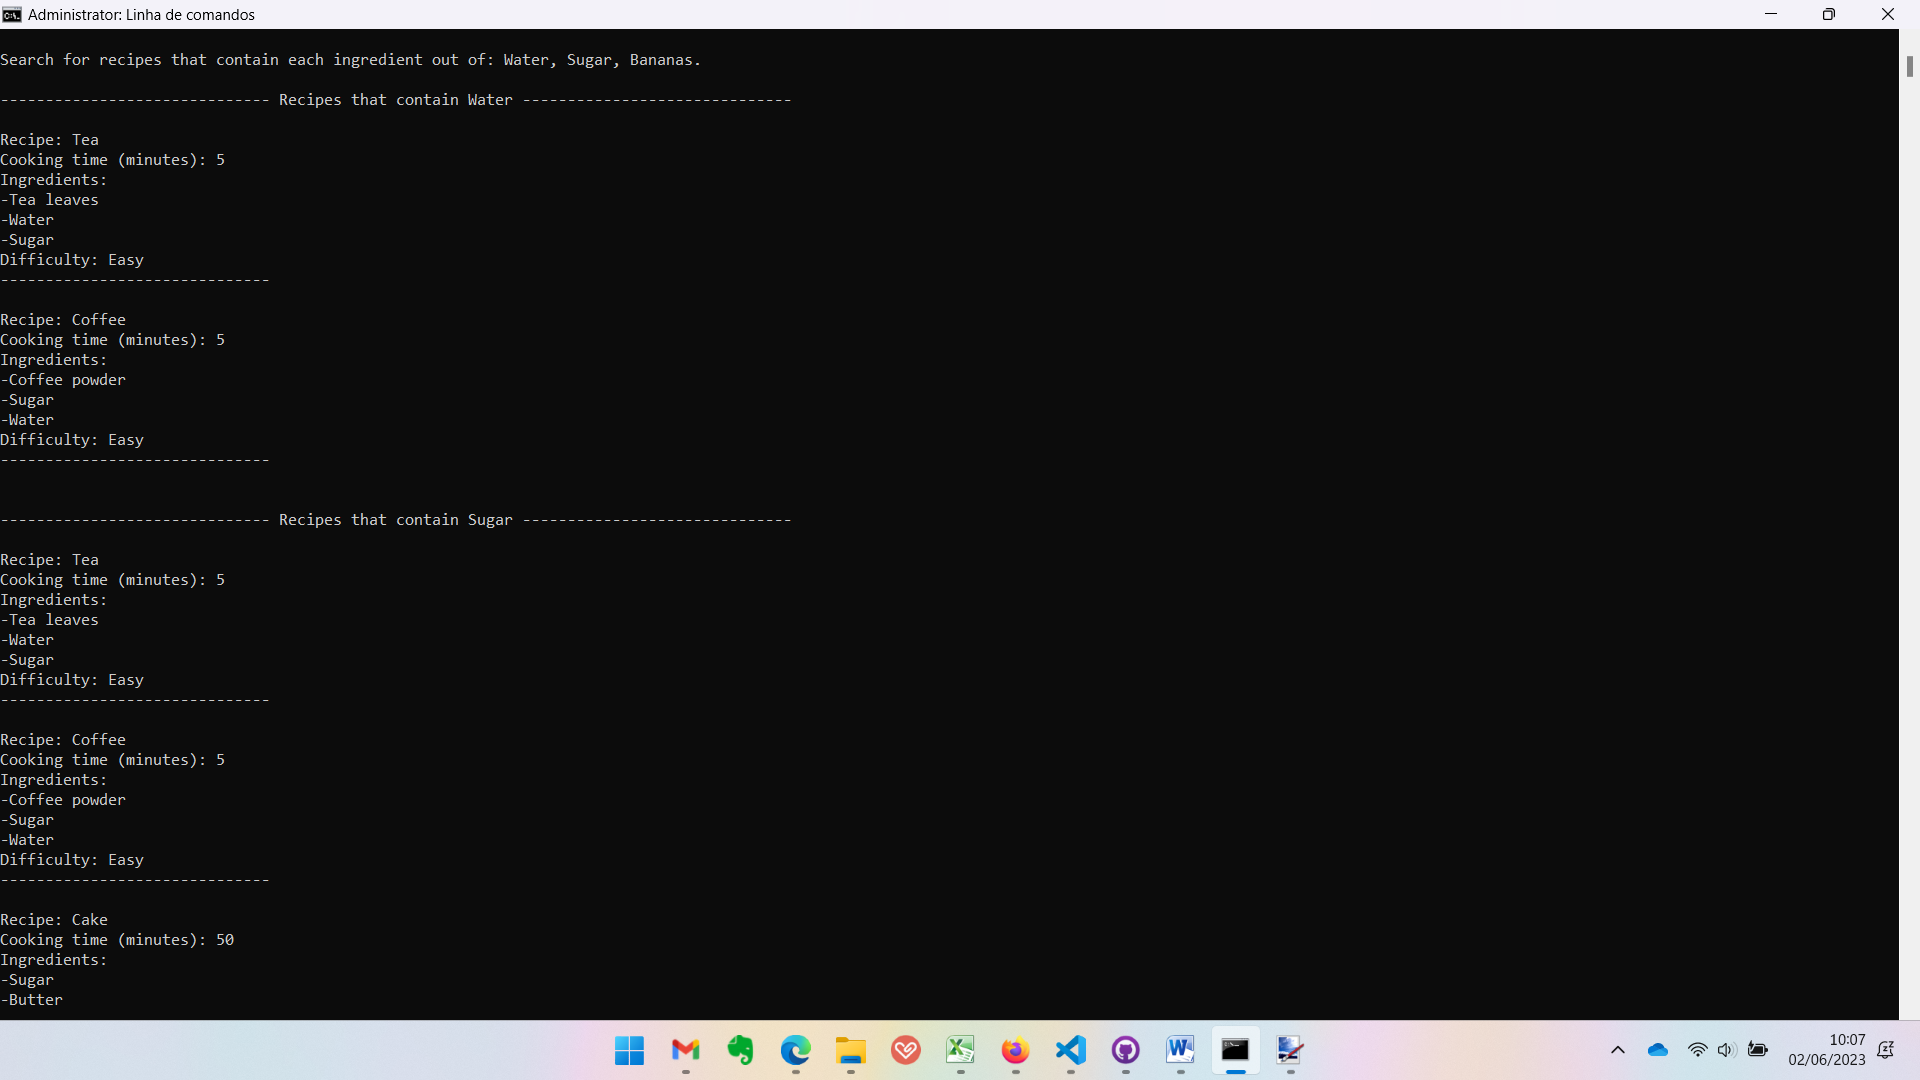 Administrator: Linha de comandos
Search for recipes that contain each ingredient out of: Water, Sugar, Bananas.
------------------------------ Recipes that contain Water ------------------------------
Recipe: Tea
Cooking time (minutes): 5
Ingredients:
-Tea leaves
-Water
-Sugar
Difficulty: Easy
------------------------------
Recipe: Coffee
Cooking time (minutes): 5
Ingredients:
-Coffee powder
-Sugar
-Water
Difficulty: Easy
------------------------------
------------------------------ Recipes that contain Sugar ------------------------------
Recipe: Tea
Cooking time (minutes): 5
Ingredients:
-Tea leaves
-Water
-Sugar
Difficulty: Easy
------------------------------
Recipe: Coffee
Cooking time (minutes): 5
Ingredients:
-Coffee powder
-Sugar
-Water
Difficulty: Easy
------------------------------
Recipe: Cake
Cooking time (minutes): 50
Ingredients:
-Sugar
-Butter
10:07
02/06/2023